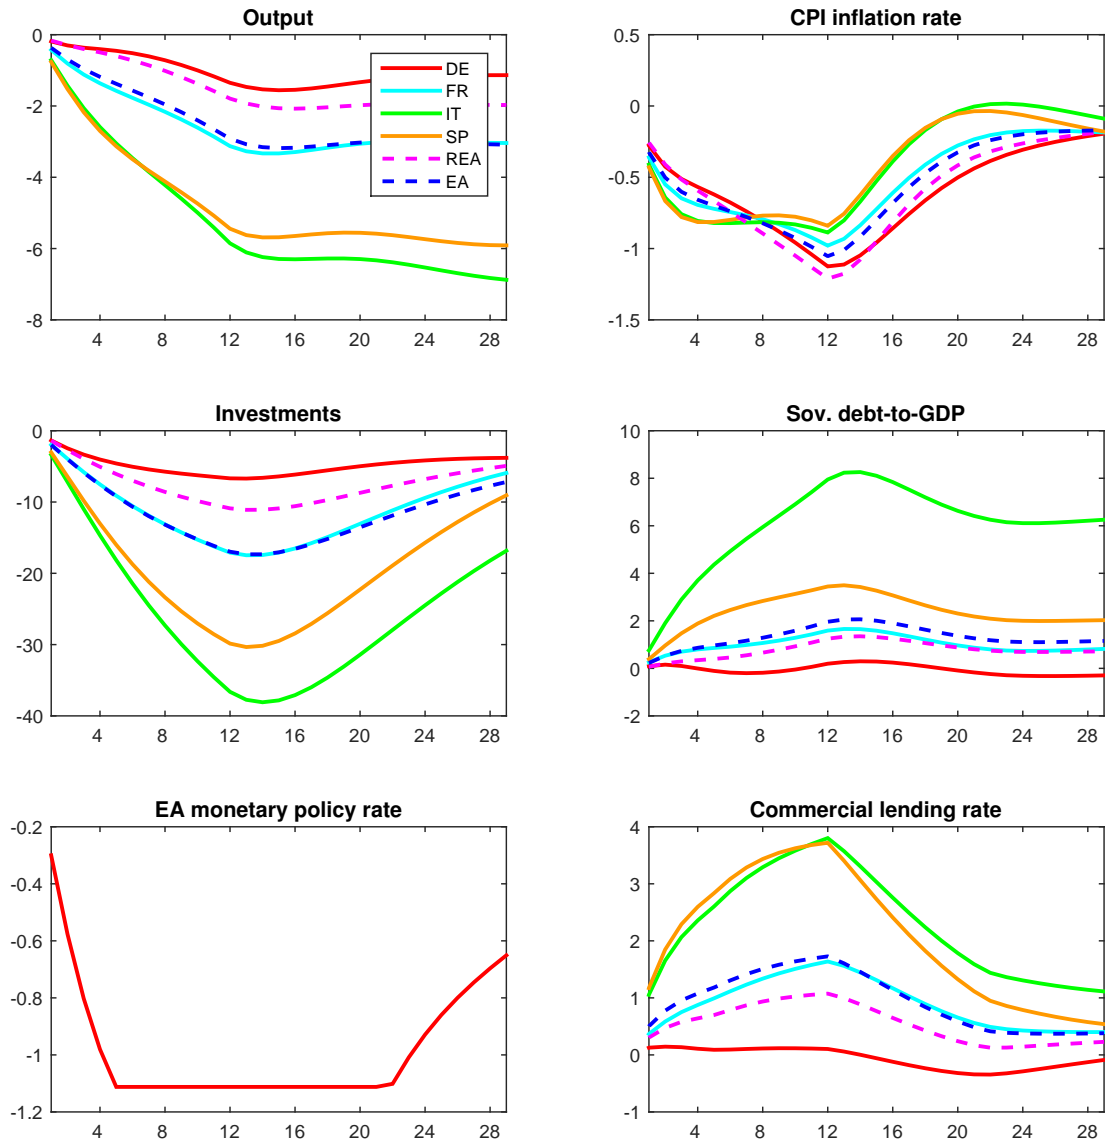 Output
0
-2
-4
-6
-8
4 8 12 16 20 24 28
DE
FR
IT
SP
REA
EA
CPI inflation rate
0.5
0
-0.5
-1
-1.5
4 8 12 16 20 24 28
Investments
0
-10
-20
-30
-40
4 8 12 16 20 24 28
Sov. debt-to-GDP
10
8
6
4
2
0
-2
4 8 12 16 20 24 28
EA monetary policy rate
-0.2
-0.4
-0.6
-0.8
-1
-1.2
4 8 12 16 20 24 28
Commercial lending rate
4
3
2
1
0
-1
4 8 12 16 20 24 28